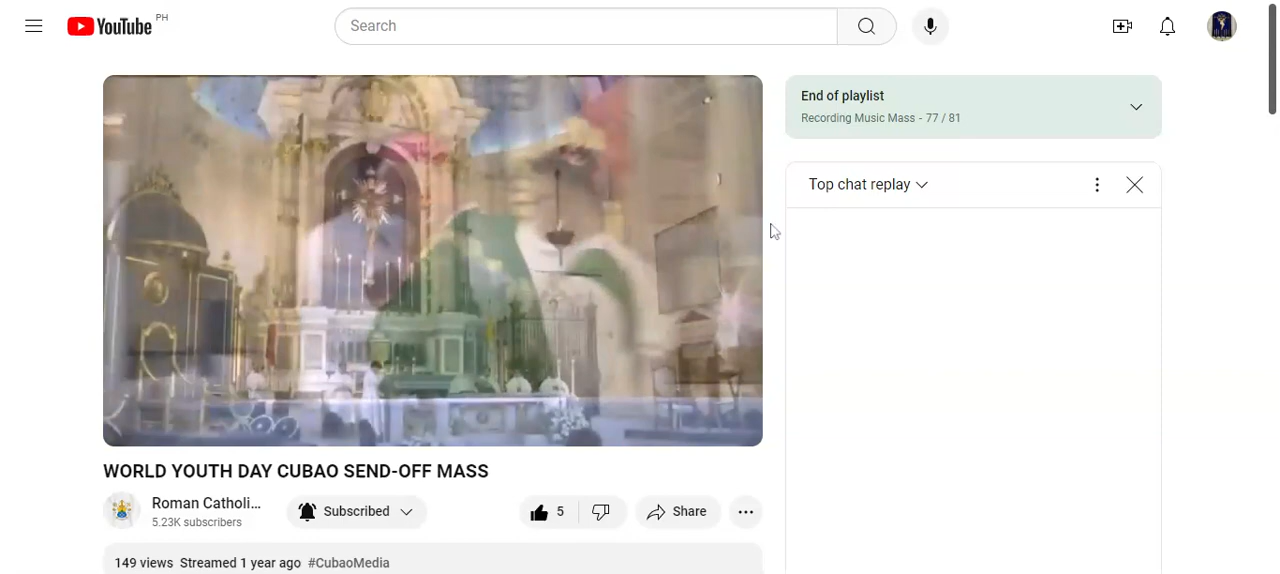 YouTube PH
Search
End of playlist
Recording Music Mass - 77 / 81
Top chat replay
WORLD YOUTH DAY CUBAO SEND-OFF MASS
Roman Catholi...
5.23K subscribers
Subscribed
5
Share
149 views Streamed 1 year ago #CubaoMedia